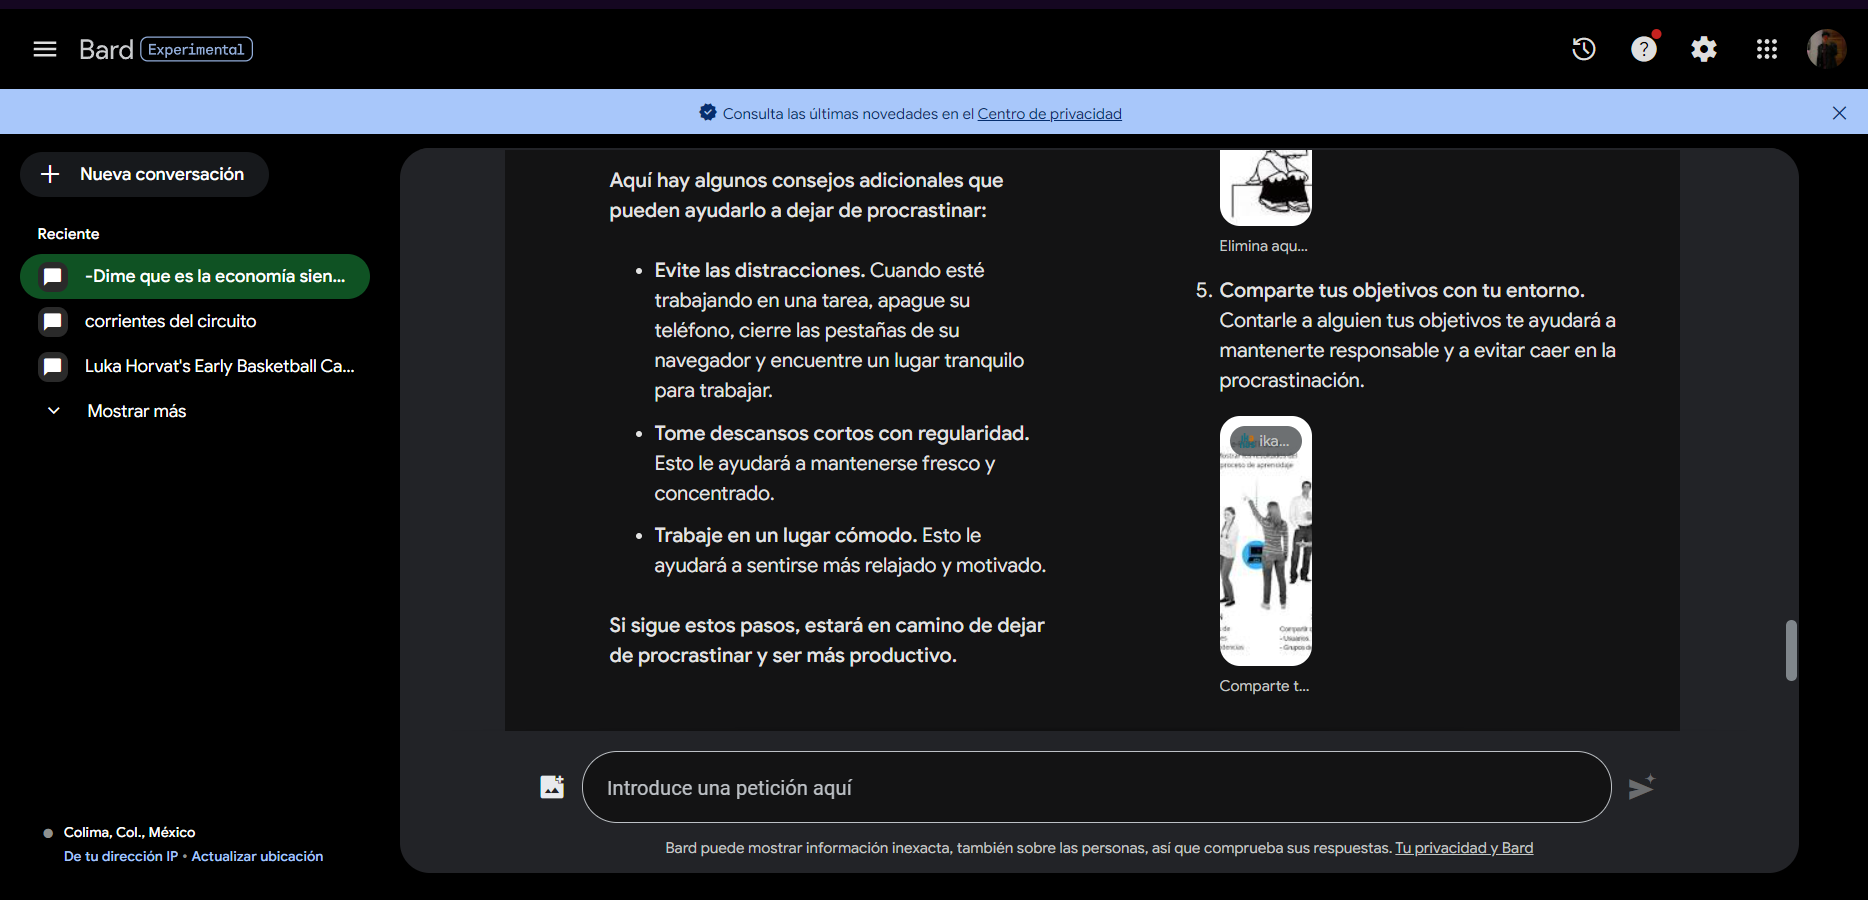 Bard Experimental
Consulta las últimas novedades en el Centro de privacidad
Nueva conversación
Reciente
-Dime que es la economía sien...
corrientes del circuito
Luka Horvat's Early Basketball Ca...
Mostrar más
Colima, Col., México
De tu dirección IP • Actualizar ubicación
Aquí hay algunos consejos adicionales que
pueden ayudarlo a dejar de procrastinar:
• Evite las distracciones. Cuando esté
trabajando en una tarea, apague su
teléfono, cierre las pestañas de su
navegador y encuentre un lugar tranquilo
para trabajar.
• Tome descansos cortos con regularidad.
Esto le ayudará a mantenerse fresco y
concentrado.
• Trabaje en un lugar cómodo. Esto le
ayudará a sentirse más relajado y motivado.
Si sigue estos pasos, estará en camino de dejar
de procrastinar y ser más productivo.
Elimina aqu...
5. Comparte tus objetivos con tu entorno.
Contarle a alguien tus objetivos te ayudará a
mantenerte responsable y a evitar caer en la
procrastinación.
ika...
proceso de aprendizaje
Compartir
- Usuarios
- Grupos de
Comparte t...
Introduce una petición aquí
Bard puede mostrar información inexacta, también sobre las personas, así que comprueba sus respuestas. Tu privacidad y Bard